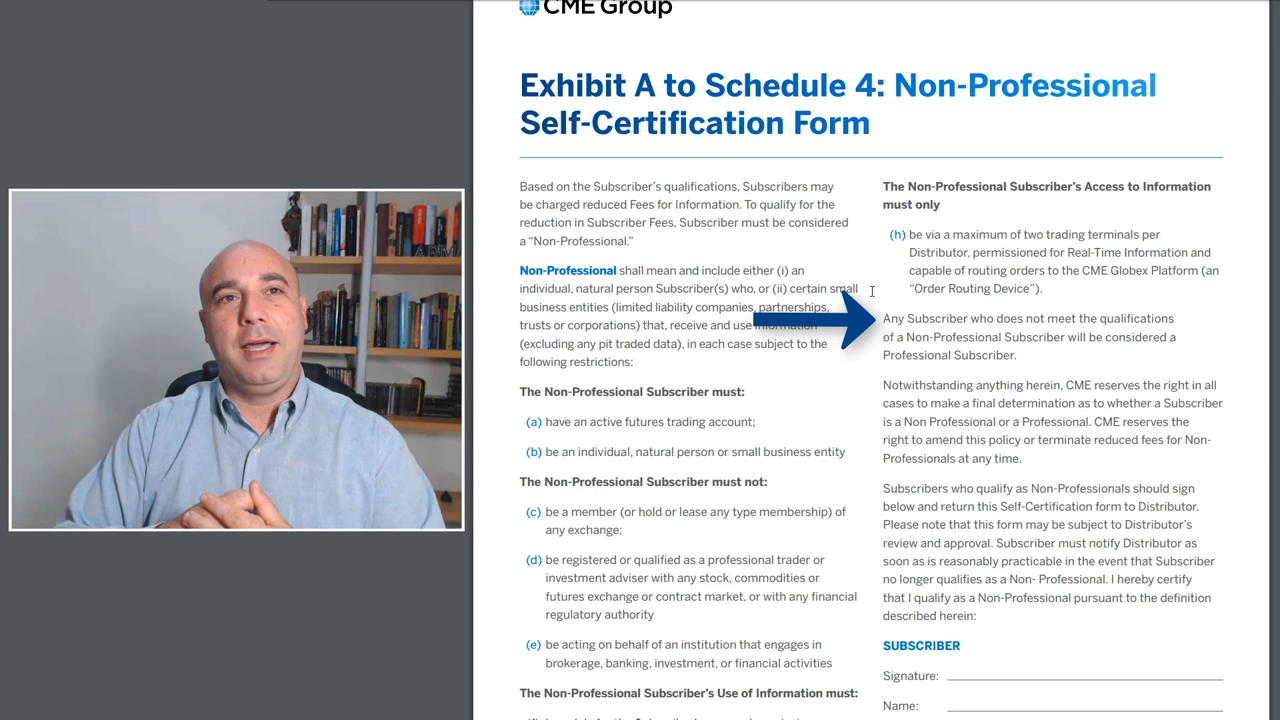 CME Group
Exhibit A to Schedule 4: Non-Professional
Self-Certification Form
Based on the Subscriber's qualifications, Subscribers may
be charged reduced Fees for Information. To qualify for the
reduction in Subscriber Fees, Subscriber must be considered
a “Non-Professional.”
Non-Professional shall mean and include either (i) an
individual, natural person Subscriber(s) who, or (ii) certain small
business entities (limited liability companies, partnerships,
trusts or corporations) that, receive and use information
(excluding any pit traded data), in each case subject to the
following restrictions:
The Non-Professional Subscriber must:
(a) have an active futures trading account;
(b) be an individual, natural person or small business entity
The Non-Professional Subscriber must not:
(c) be a member (or hold or lease any type membership) of
any exchange;
(d) be registered or qualified as a professional trader or
investment adviser with any stock, commodities or
futures exchange or contract market, or with any financial
regulatory authority
(e) be acting on behalf of an institution that engages in
brokerage, banking, investment, or financial activities
The Non-Professional Subscriber's Use of Information must:
The Non-Professional Subscriber's Access to Information
must only
(h) be via a maximum of two trading terminals per
Distributor, permissioned for Real-Time Information and
capable of routing orders to the CME Globex Platform (an
“Order Routing Device”).
Any Subscriber who does not meet the qualifications
of a Non-Professional Subscriber will be considered a
Professional Subscriber.
Notwithstanding anything herein, CME reserves the right in all
cases to make a final determination as to whether a Subscriber
is a Non Professional or a Professional. CME reserves the
right to amend this policy or terminate reduced fees for Non-
Professionals at any time.
Subscribers who qualify as Non-Professionals should sign
below and return this Self-Certification form to Distributor.
Please note that this form may be subject to Distributor's
review and approval. Subscriber must notify Distributor as
soon as is reasonably practicable in the event that Subscriber
no longer qualifies as a Non- Professional. I hereby certify
that I qualify as a Non-Professional pursuant to the definition
described herein:
SUBSCRIBER
Signature:
Name: